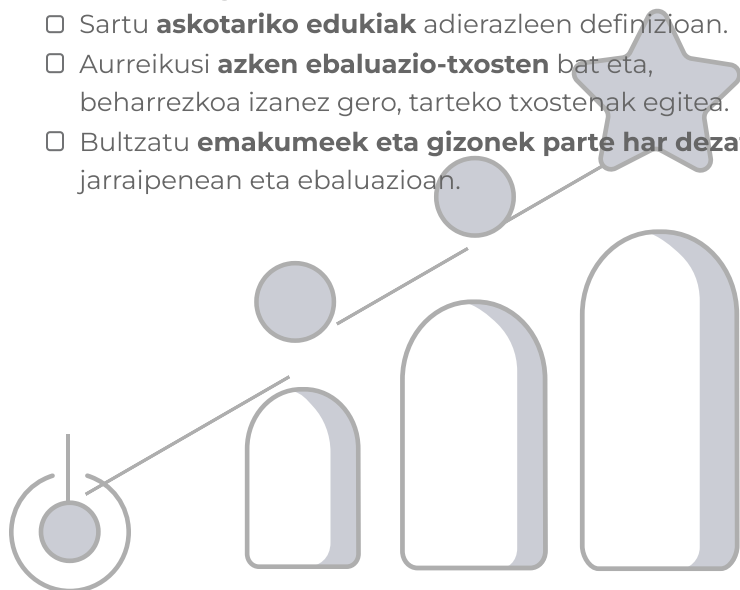 Sartu askotariko edukiak adierazleen definizioan.
Aurreikusi azken ebaluazio-txosten bat eta,
beharrezkoa izanez gero, tarteko txostenak egitea.
Bultzatu emakumeek eta gizonek parte har
jarraipenean eta ebaluazioan.